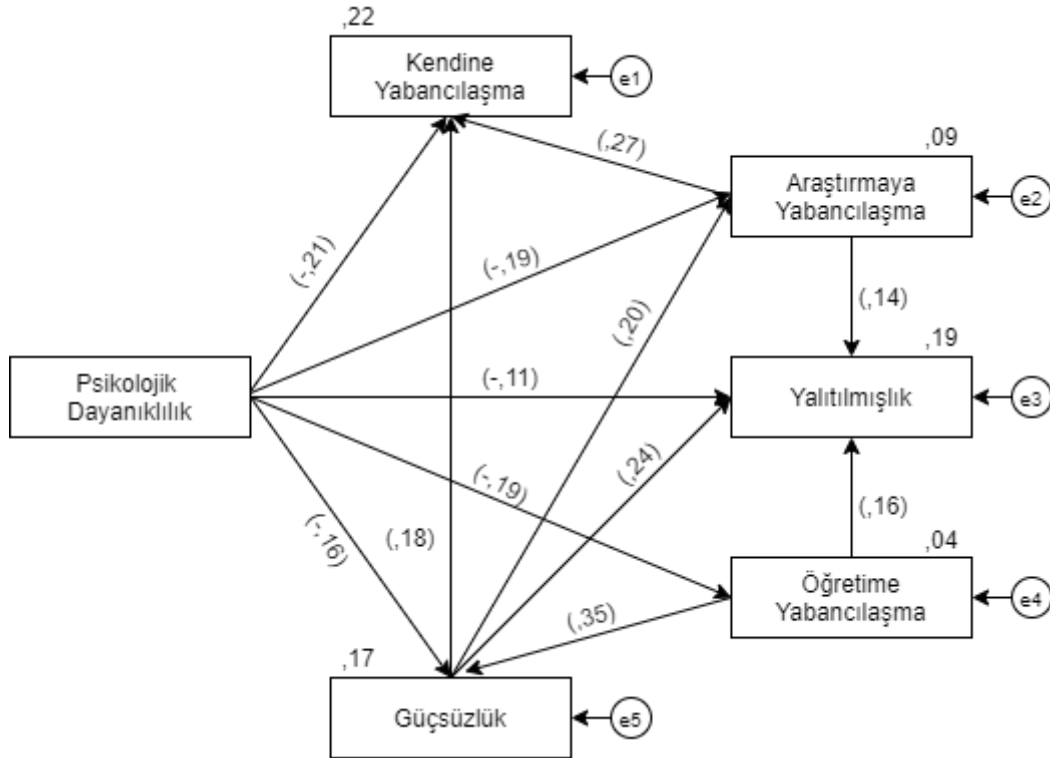 ,22
Kendine
Yabancılaşma
e1
(,27)
,09
Araştırmaya
Yabancılaşma
e2
(-,21)
(-,19)
(,20)
(,14)
,19
Psikolojik
Dayanıklılık
(-,11)
Yalıtılmışlık
e3
(,24)
(-,19)
(-,16)
(,18)
(,16)
,04
Öğretime
Yabancılaşma
e4
(,35)
,17
Güçsüzlük
e5